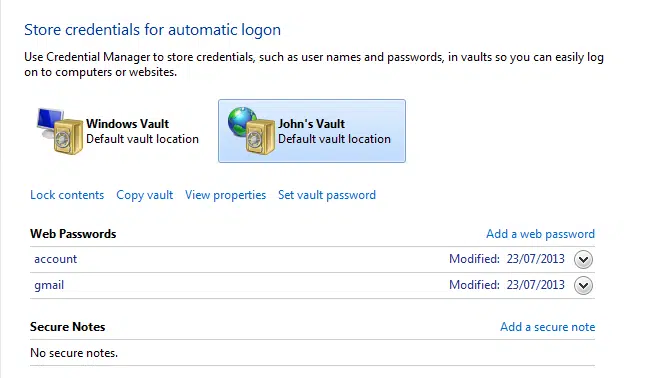 Store credentials for automatic logon
Use Credential Manager to store credentials, such as user names and passwords, in vaults so you can easily log
on to computers or websites.
Windows Vault
Default vault location
John's Vault
Default vault location
Lock contents Copy vault View properties Set vault password
Web Passwords Add a web password
account Modified: 23/07/2013
gmail Modified: 23/07/2013
Secure Notes Add a secure note
No secure notes.